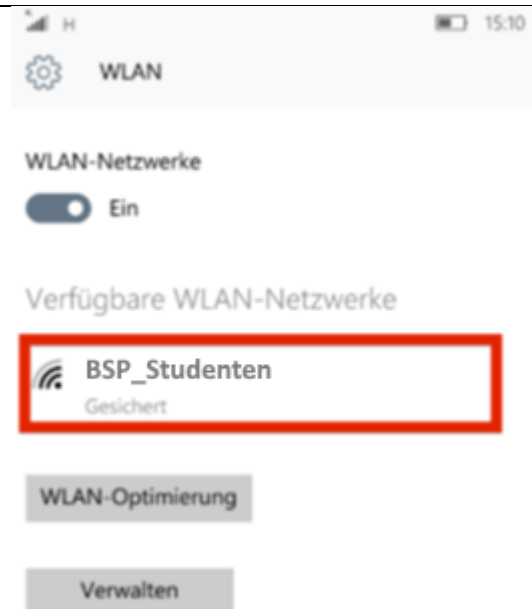 H 15:10
WLAN
WLAN-Netzwerke
Ein
Verfügbare WLAN-Netzwerke
BSP_Studenten
Gesichert
WLAN-Optimierung
Verwalten